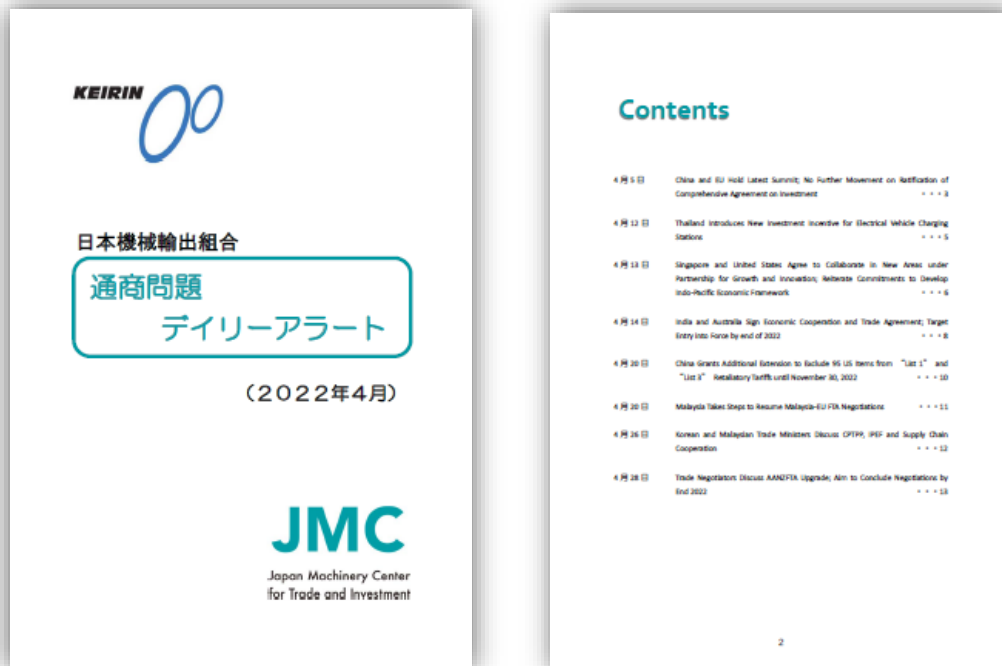 KEIRIN
日本機械輸出組合
通商問題
デイリーアラート
（２０２２年４月）
JMC
Japan Machinery Center
for Trade and Investment
Contents
4月5日 China and EU Hold Latest Summit; No Further Movement on Ratification of
Comprehensive Agreement on Investment ・・・3
4月12日 Thailand Introduces New Investment Incentive for Electrical Vehicle Charging
Stations ・・・5
4月13日 Singapore and United States Agree to Collaborate in New Areas under
Partnership for Growth and Innovation; Reiterate Commitments to Develop
Indo-Pacific Economic Framework ・・・6
4月14日 India and Australia Sign Economic Cooperation and Trade Agreement; Target
Entry into Force by end of 2022 ・・・8
4月20日 China Grants Additional Extension to Exclude 95 US Items from “List 1” and
“List 3” Retaliatory Tariffs until November 30, 2022 ・・・10
4月20日 Malaysia Takes Steps to Resume Malaysia-EU FTA Negotiations ・・・11
4月26日 Korean and Malaysian Trade Ministers Discuss CPTPP, IPEF and Supply Chain
Cooperation ・・・12
4月28日 Trade Negotiators Discuss AANZFTA Upgrade; Aim to Conclude Negotiations by
End 2022 ・・・13
2